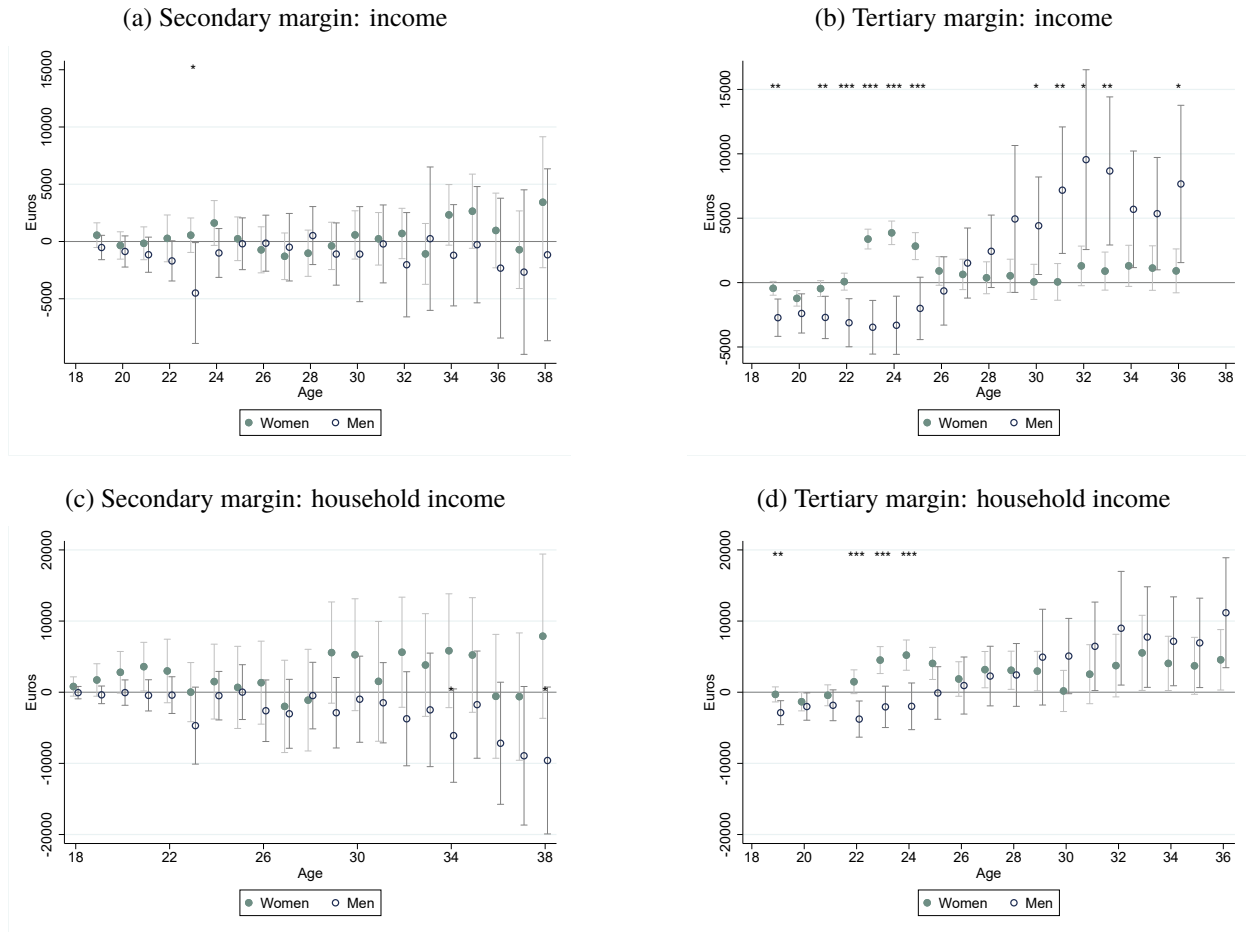 (a) Secondary margin: income
15000
*
10000
5000
0
-5000
Euros
18 20 22 24 26 28 30 32 34 36 38
Age
Women Men
(b) Tertiary margin: income
15000
** ** *** *** *** *** * ** * ** *
10000
5000
0
-5000
Euros
18 20 22 24 26 28 30 32 34 36 38
Age
Women Men
(c) Secondary margin: household income
20000
10000
0
* *
-10000
-20000
Euros
18 22 26 30 34 38
Age
Women Men
(d) Tertiary margin: household income
20000
** *** *** ***
10000
0
-10000
-20000
Euros
18 20 22 24 26 28 30 32 34 36
Age
Women Men